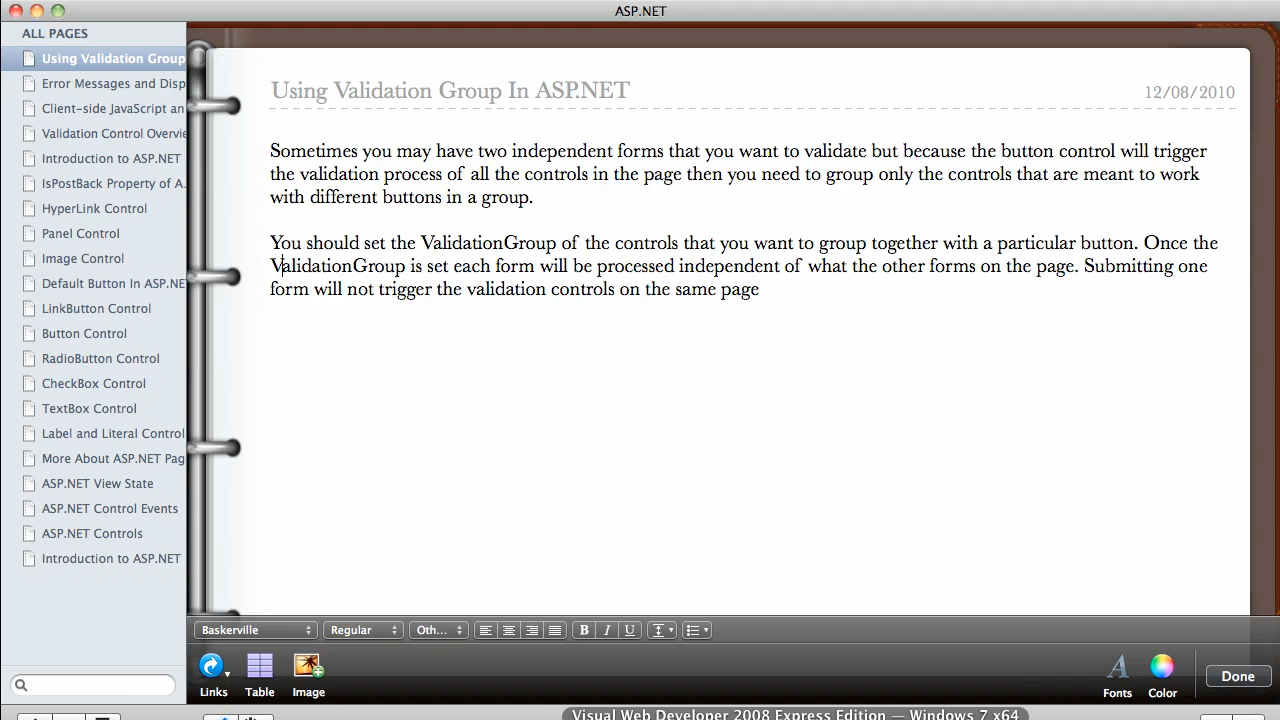 ASP.NET
ALL PAGES
Using Validation Group
Error Messages and Disp
Client-side JavaScript an
Validation Control Overvie
Introduction to ASP.NET
IsPostBack Property of A.
HyperLink Control
Panel Control
Image Control
Default Button In ASP.NE
LinkButton Control
Button Control
RadioButton Control
CheckBox Control
TextBox Control
Label and Literal Control
More About ASP.NET Pag
ASP.NET View State
ASP.NET Control Events
ASP.NET Controls
Introduction to ASP.NET
Using Validation Group In ASP.NET 12/08/2010
Sometimes you may have two independent forms that you want to validate but because the button control will trigger
the validation process of all the controls in the page then you need to group only the controls that are meant to work
with different buttons in a group.
You should set the ValidationGroup of the controls that you want to group together with a particular button. Once the
ValidationGroup is set each form will be processed independent of what the other forms on the page. Submitting one
form will not trigger the validation controls on the same page
Baskerville Regular Oth... B I U
Links Table Image Fonts Color Done
Visual Web Developer 2008 Express Edition — Windows 7 x64